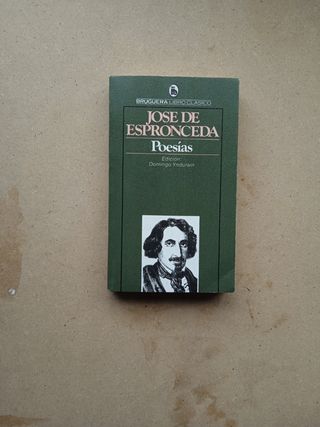 BRUGUERA LIBRO CLASICO
JOSE DE
ESPRONCEDA
Poesías
Edición:
Domingo Ynduráin